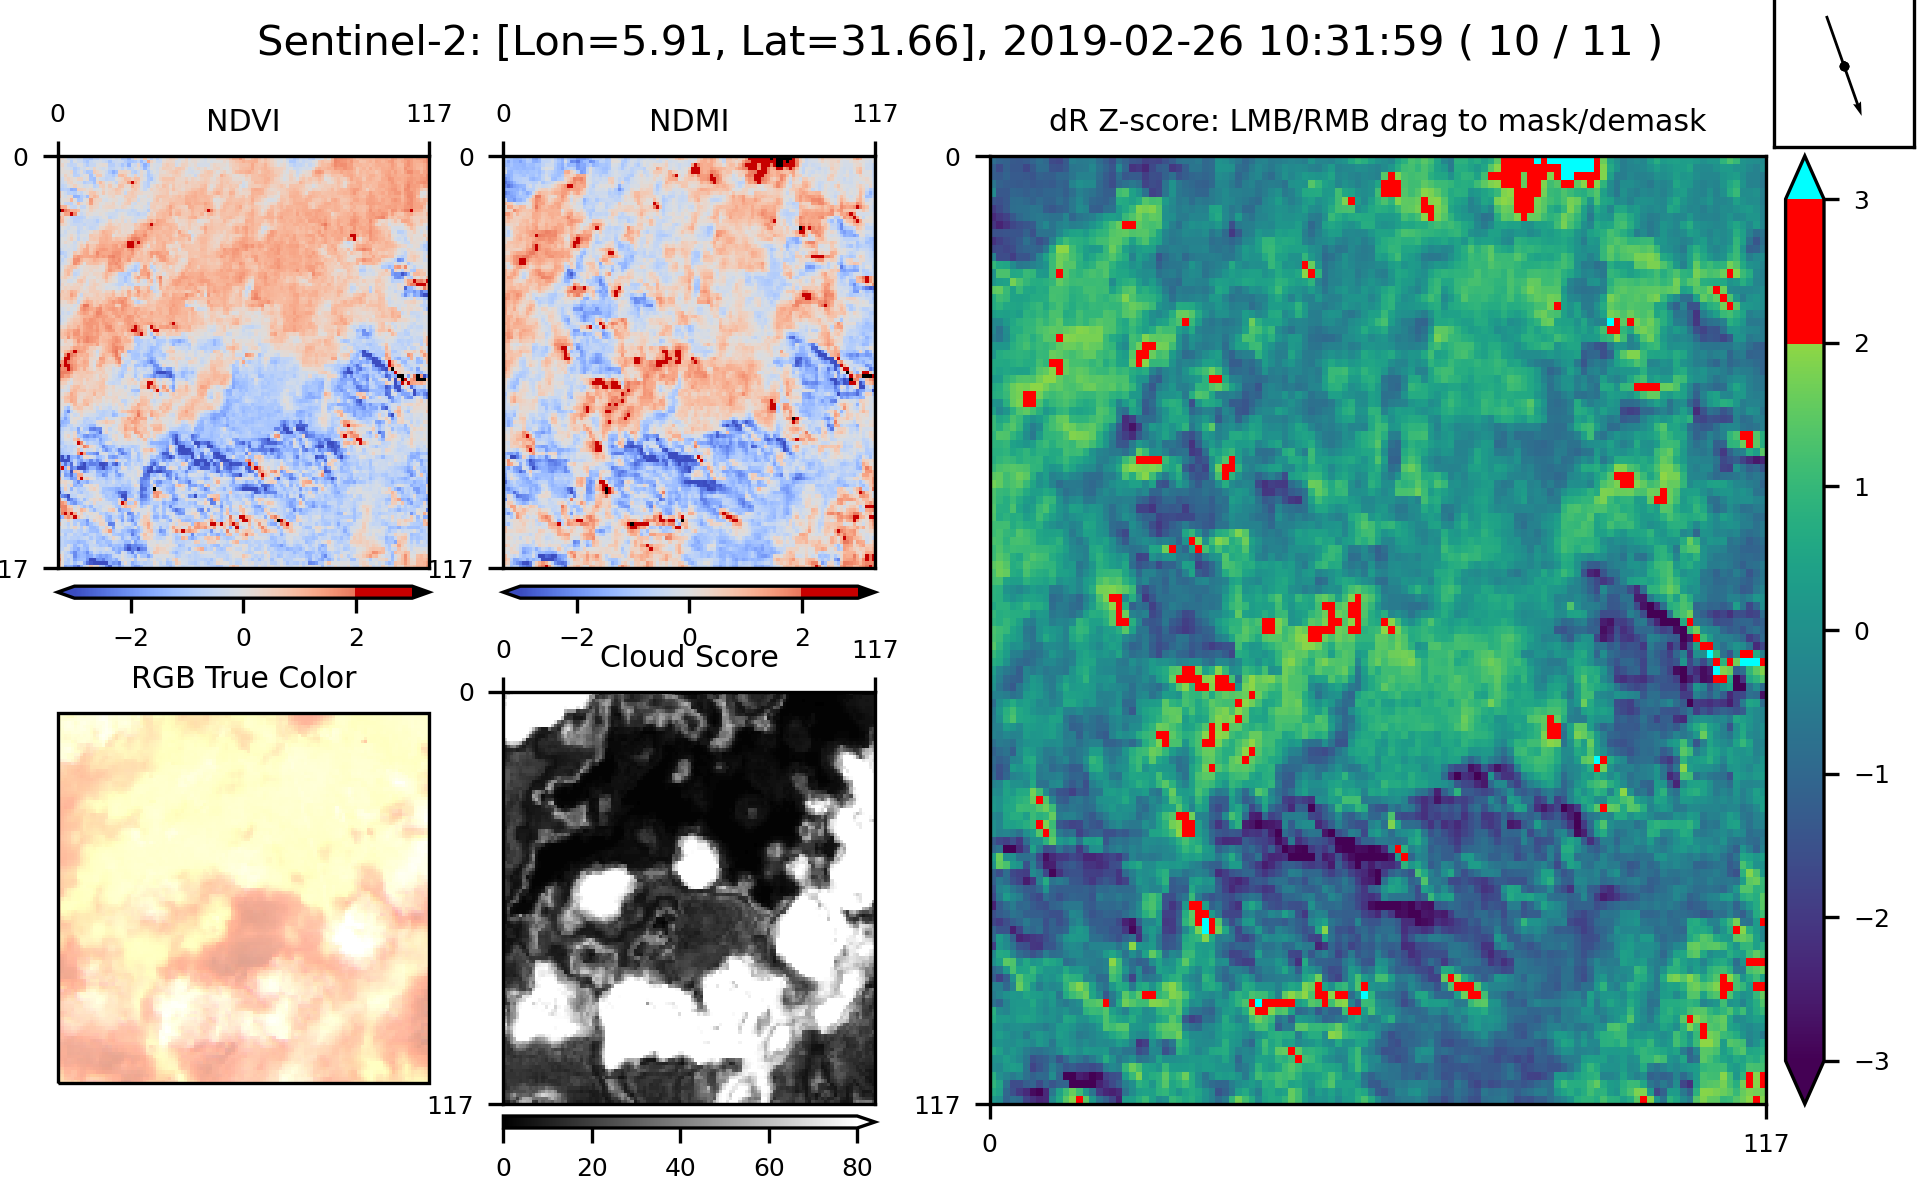 Sentinel-2: [Lon=5.91, Lat=31.66], 2019-02-26 10:31:59 ( 10 / 11 )
NDVI
0 117
0
17
−2 0 2
NDMI
0 117
0
117
−2 0 2
RGB True Color
Cloud Score
0 117
0
117
0 20 40 60 80
dR Z-score: LMB/RMB drag to mask/demask
0
117
0 117
3
2
1
0
−1
−2
−3